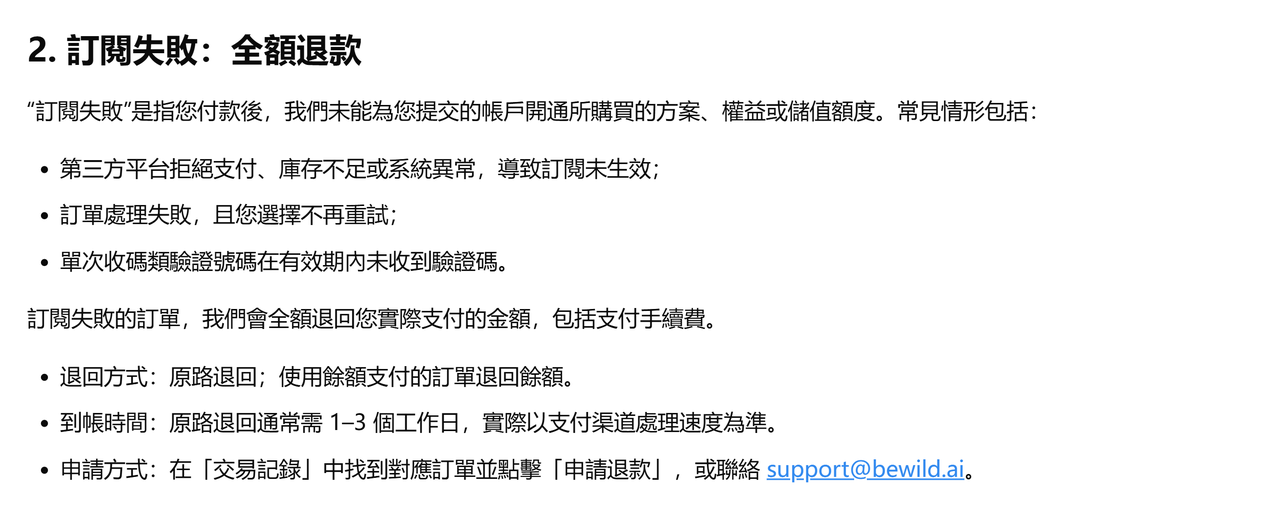 2. 訂閱失敗：全額退款
“訂閱失敗”是指您付款後，我們未能為您提交的帳戶開通所購買的方案、權益或儲值額度。常見情形包括：
• 第三方平台拒絕支付、庫存不足或系統異常，導致訂閱未生效；
• 訂單處理失敗，且您選擇不再重試；
• 單次收碼類驗證號碼在有效期內未收到驗證碼。
訂閱失敗的訂單，我們會全額退回您實際支付的金額，包括支付手續費。
• 退回方式：原路退回；使用餘額支付的訂單退回餘額。
• 到帳時間：原路退回通常需 1–3 個工作日，實際以支付渠道處理速度為準。
• 申請方式：在「交易記錄」中找到對應訂單並點擊「申請退款」，或聯絡 support@bewild.ai。